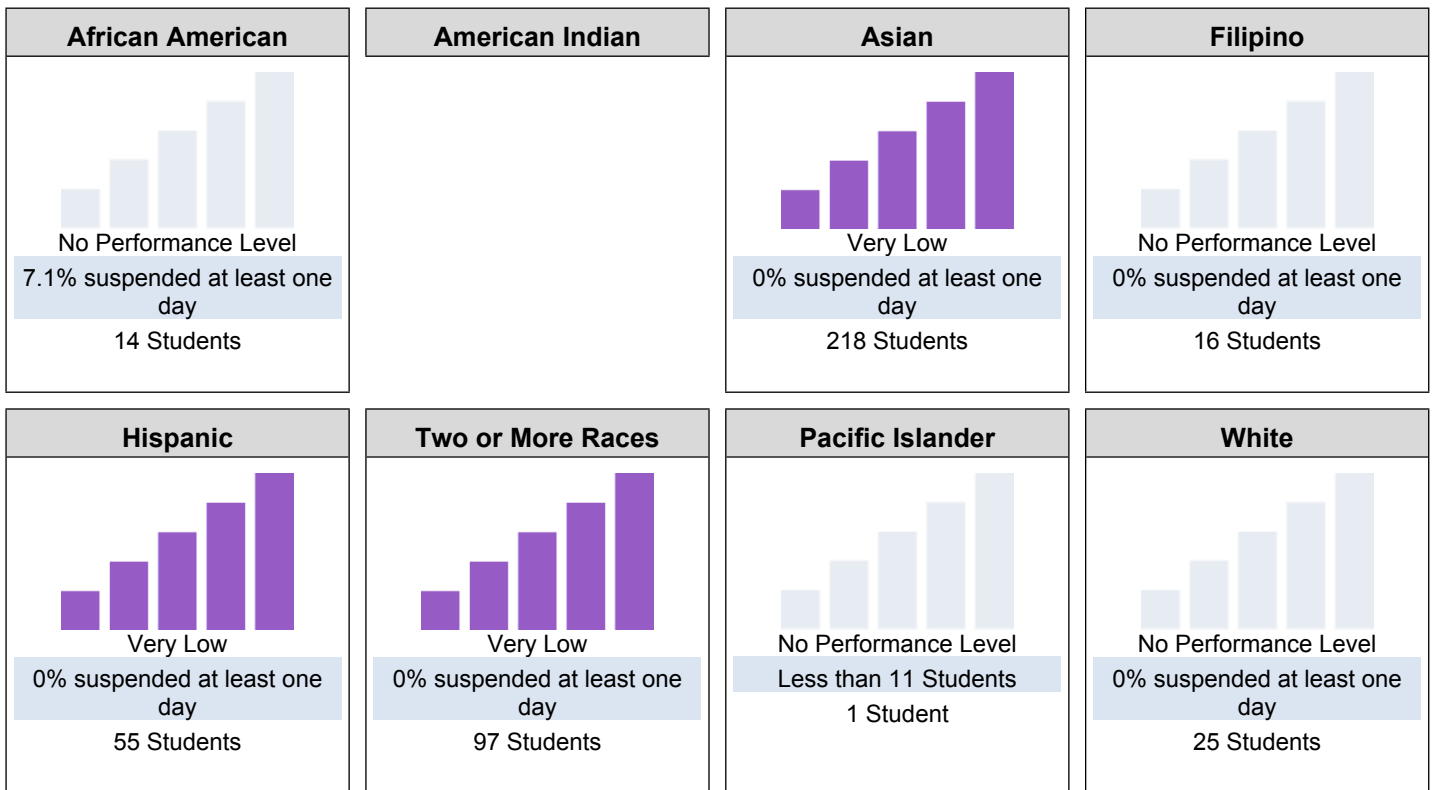 African American
No Performance Level
7.1% suspended at least one
day
14 Students
American Indian
Asian
Very Low
0% suspended at least one
day
218 Students
Filipino
No Performance Level
0% suspended at least one
day
16 Students
Hispanic
Very Low
0% suspended at least one
day
55 Students
Two or More Races
Very Low
0% suspended at least one
day
97 Students
Pacific Islander
No Performance Level
Less than 11 Students
1 Student
White
No Performance Level
0% suspended at least one
day
25 Students